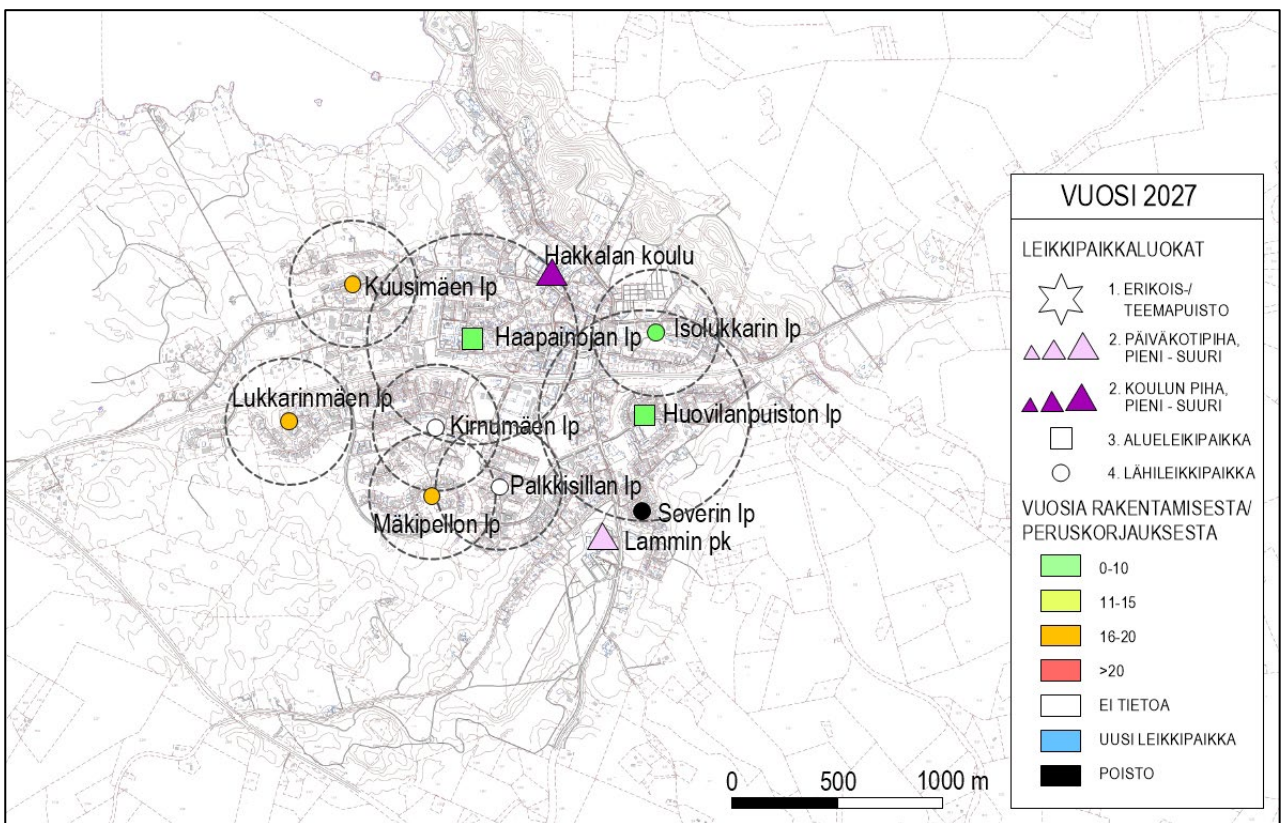 Hakkalan koulu
Kuusimäen lp
Haapainojan lp
Isolukkarin lp
Lukkarinmäen lp
Kirnumäen lp
Huovilanpuiston lp
Palkkisillan lp
Mäkipellon lp
Soverin lp
Lammin pk
0 500 1000 m
VUOSI 2027
LEIKKIPAIKKALUOKAT
1. ERIKOIS-/
TEEMAPUISTO
2. PÄIVÄKOTIPIHA,
PIENI - SUURI
2. KOULUN PIHA,
PIENI - SUURI
3. ALUELEIKIPAIKKA
4. LÄHILEIKKIPAIKKA
VUOSIA RAKENTAMISESTA/
PERUSKORJAUKSESTA
0-10
11-15
16-20
>20
EI TIETOA
UUSI LEIKKIPAIKKA
POISTO